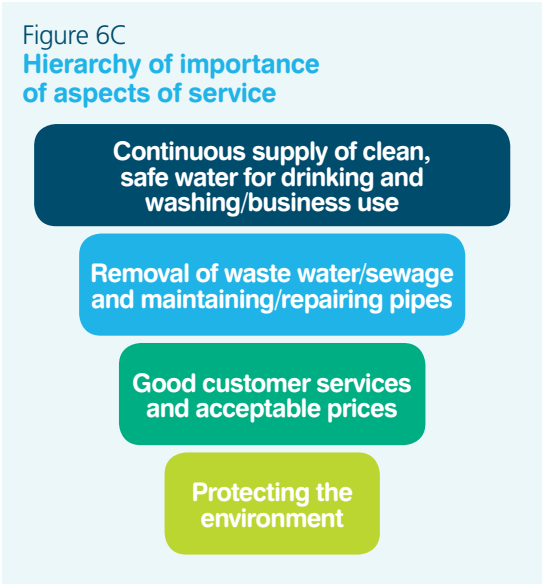 Figure 6C
Hierarchy of importance
of aspects of service
Continuous supply of clean,
safe water for drinking and
washing/business use
Removal of waste water/sewage
and maintaining/repairing pipes
Good customer services
and acceptable prices
Protecting the
environment